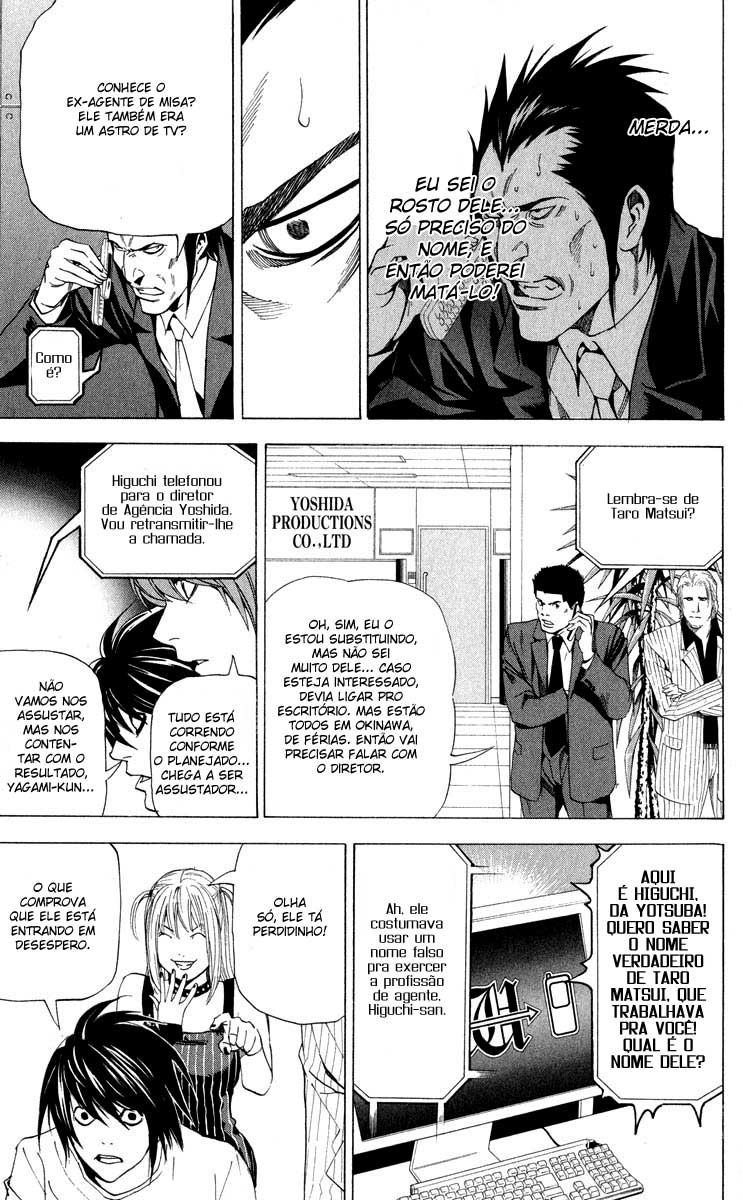 MERDA...
EU SEI O
ROSTO DELE...
SÓ PRECISO DO
NOME, E
ENTÃO PODEREI
MATÁ-LO!
CONHECE O
EX-AGENTE DE MISA?
ELE TAMBÉM ERA
UM ASTRO DE TV?
Como
é?
Lembra-se de
Taro Matsui?
YOSHIDA
PRODUCTIONS
CO.,LTD
OH, SIM, EU O
ESTOU SUBSTITUINDO,
MAS NÃO SEI
MUITO DELE... CASO
ESTEJA INTERESSADO,
DEVIA LIGAR PRO
ESCRITÓRIO. MAS ESTÃO
TODOS EM OKINAWA,
DE FÉRIAS. ENTÃO VAI
PRECISAR FALAR COM
O DIRETOR.
Higuchi telefonou
para o diretor
de Agência Yoshida.
Vou retransmitir-lhe
a chamada.
TUDO ESTÁ
CORRENDO
CONFORME
O PLANEJADO...
CHEGA A SER
ASSUSTADOR...
NÃO
VAMOS NOS
ASSUSTAR,
MAS NOS
CONTEN-
TAR COM O
RESULTADO,
YAGAMI-KUN...
AQUI
É HIGUCHI,
DA YOTSUBA!
QUERO SABER
O NOME
VERDADEIRO
DE TARO
MATSUI, QUE
TRABALHAVA
PRA VOCÊ!
QUAL É O
NOME DELE?
Ah, ele
costumava
usar um
nome falso
pra exercer
a profissão
de agente,
Higuchi-san.
OLHA
SÓ, ELE TÁ
PERDIDINHO!
O QUE
COMPROVA
QUE ELE ESTÁ
ENTRANDO EM
DESESPERO.